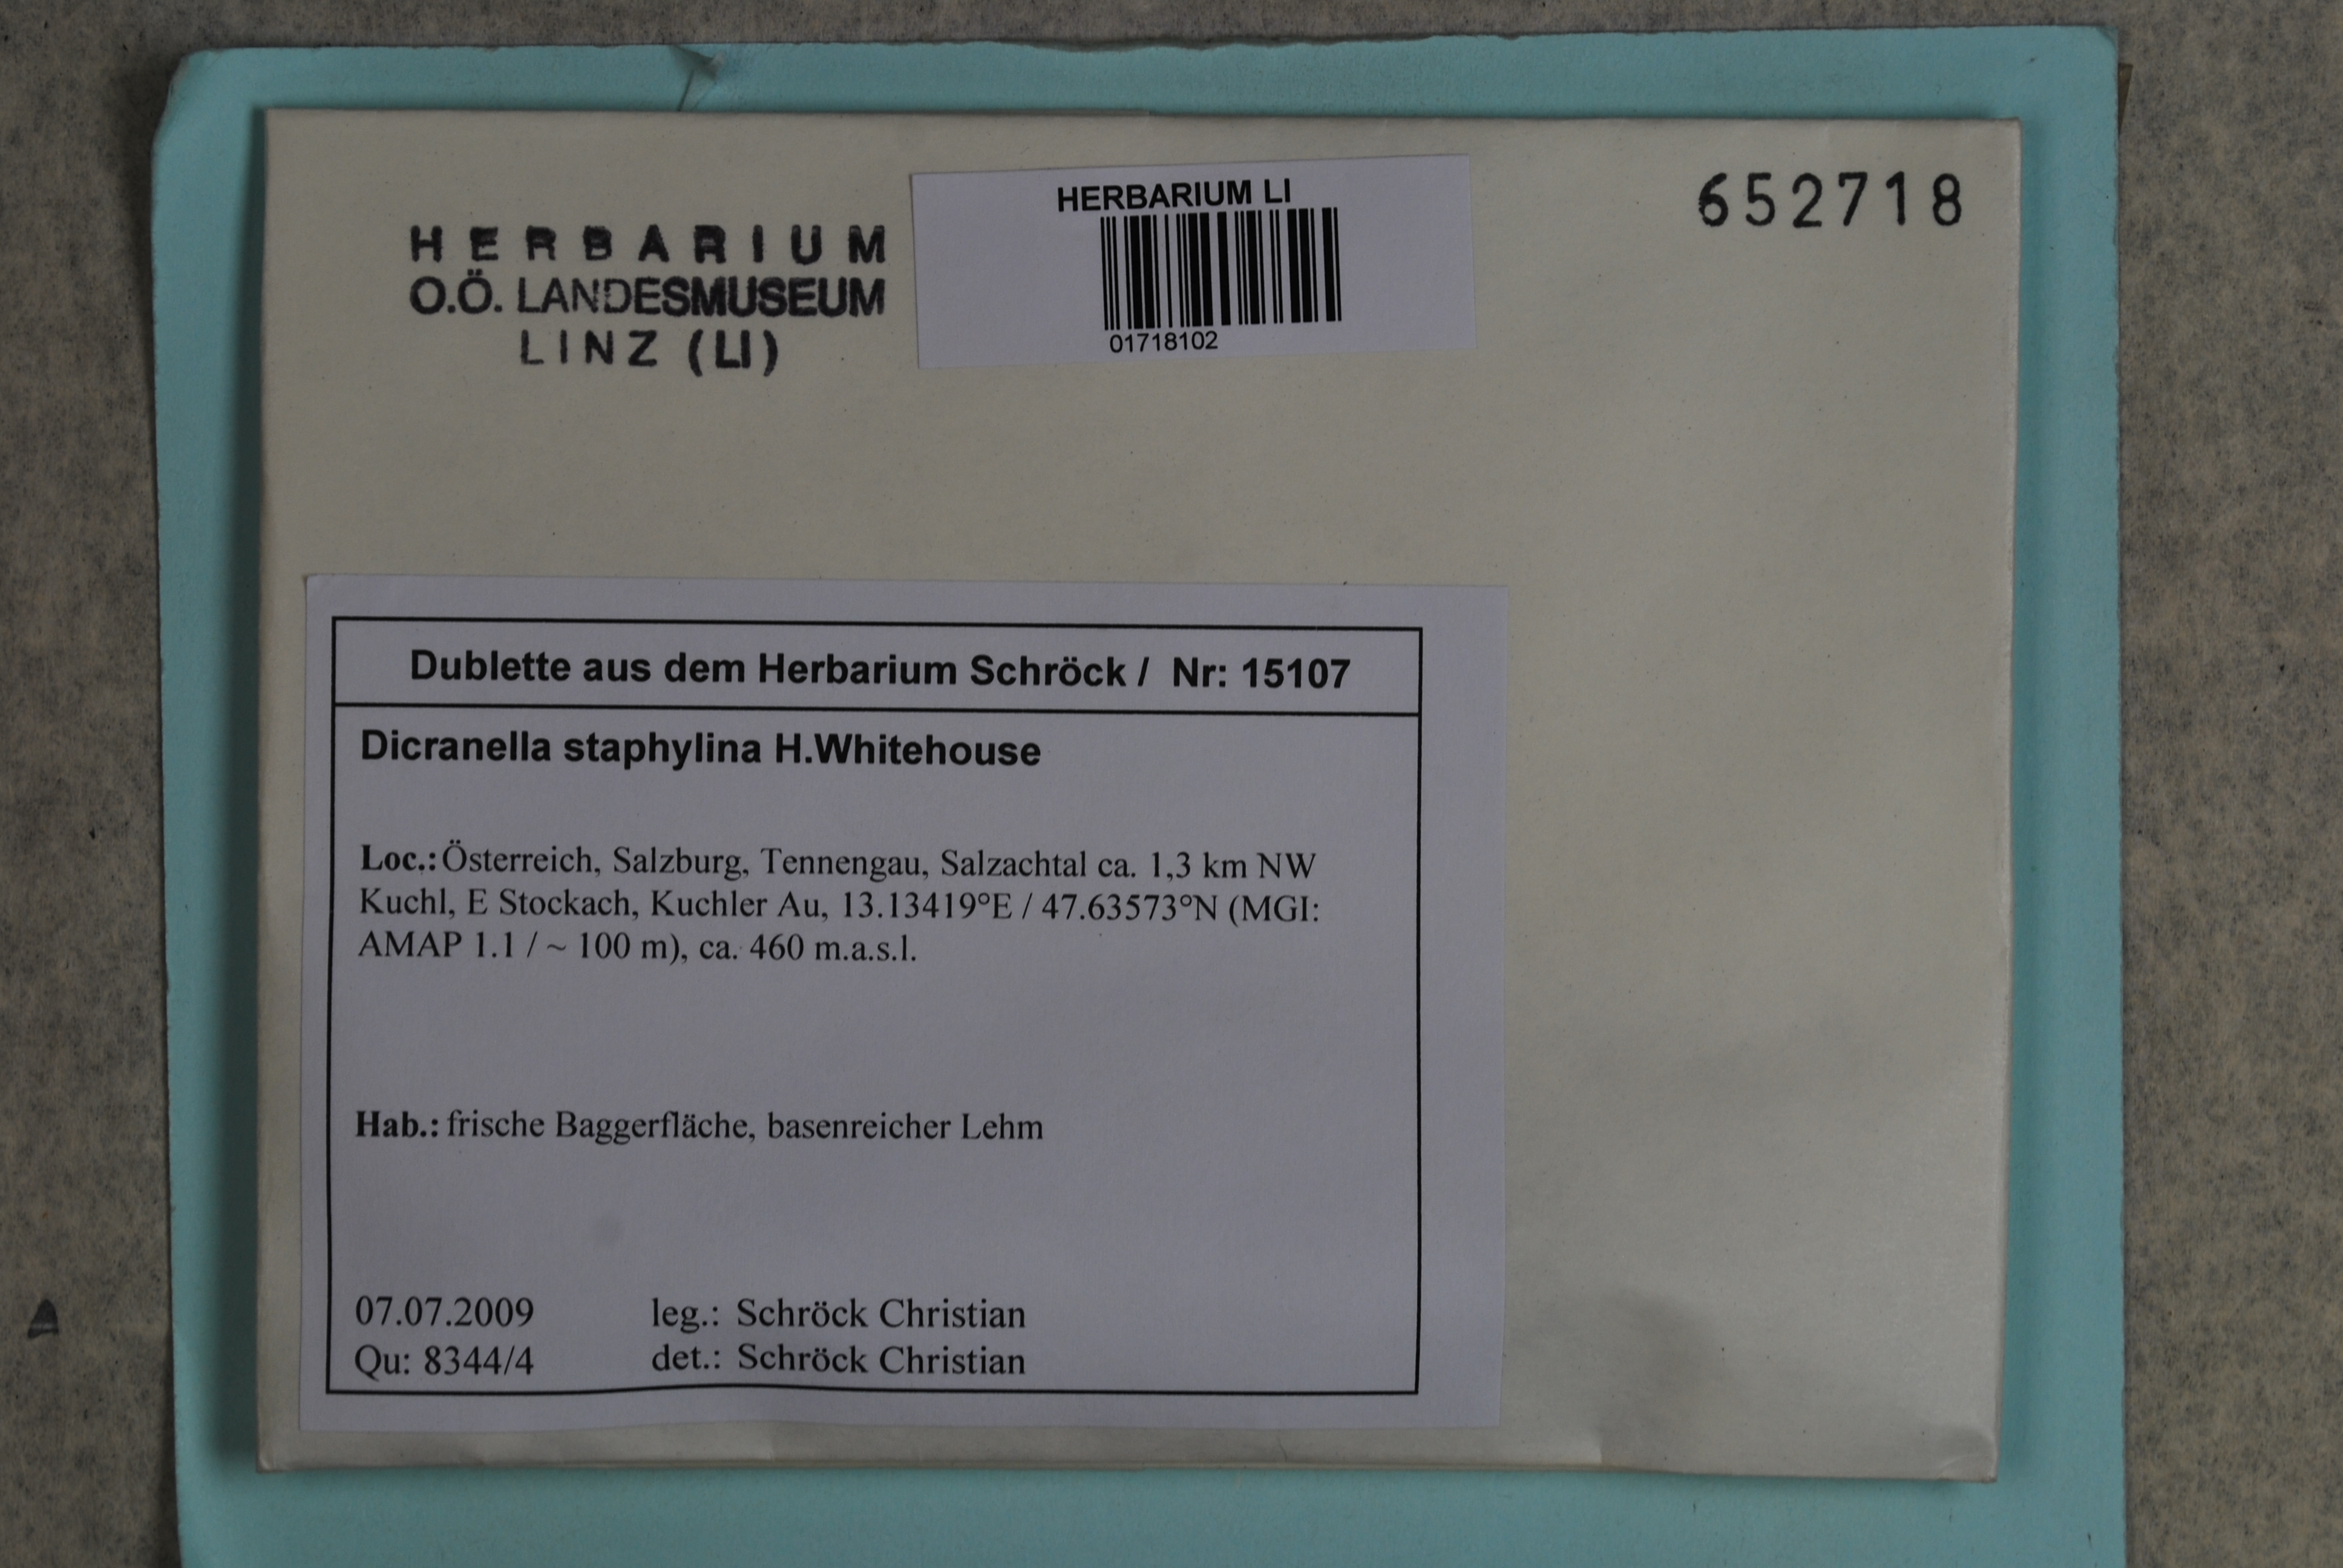 HERBARIUM
O.Ö. LANDESMUSEUM
LINZ (LI)
HERBARIUM LI
01718102
652718
Dublette aus dem Herbarium Schröck / Nr: 15107
Dicranella staphylina H.Whitehouse
Loc.: Österreich, Salzburg, Tennengau, Salzachtal ca. 1,3 km NW
Kuchl, E Stockach, Kuchler Au, 13.13419°E / 47.63573°N (MGI:
AMAP 1.1 / ~ 100 m), ca. 460 m.a.s.l.
Hab.: frische Baggerfläche, basenreicher Lehm
07.07.2009 leg.: Schröck Christian
Qu: 8344/4 det.: Schröck Christian